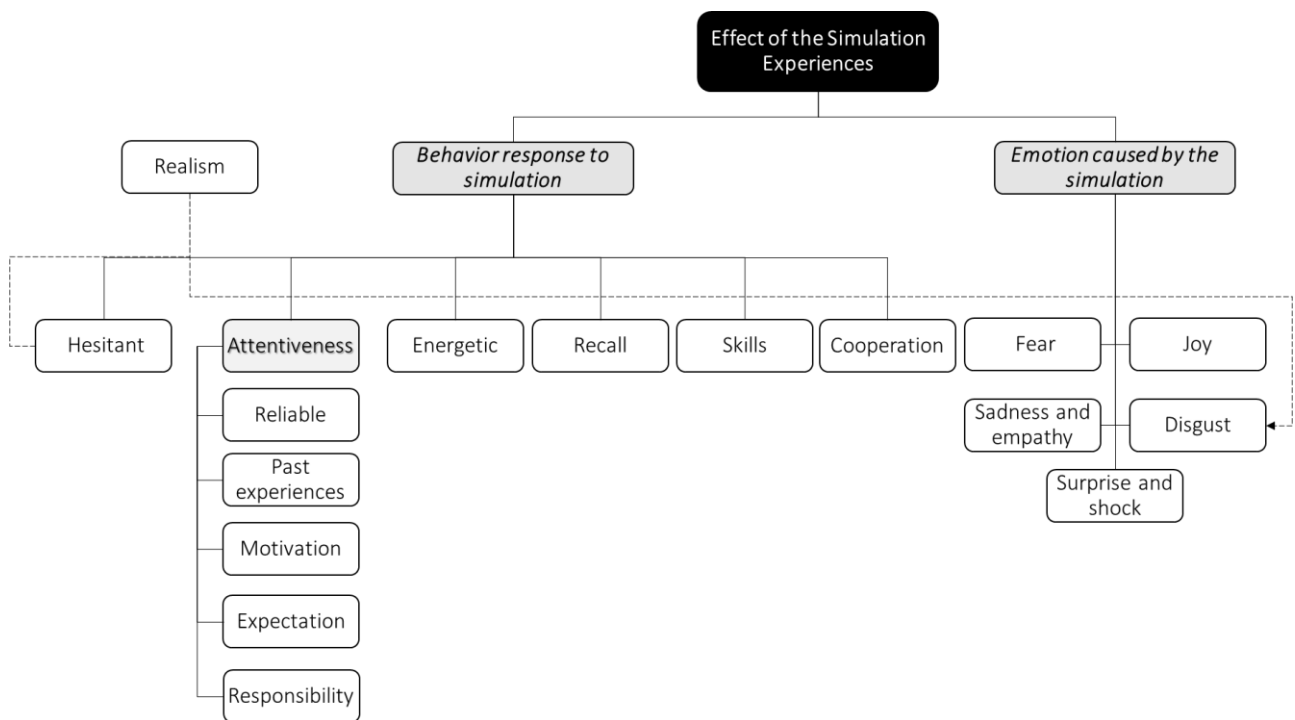 Effect of the Simulation
Experiences
Realism
Behavior response to
simulation
Emotion caused by the
simulation
Hesitant
Attentiveness
Energetic
Recall
Skills
Cooperation
Fear
Joy
Reliable
Sadness and
empathy
Disgust
Past
experiences
Surprise and
shock
Motivation
Expectation
Responsibility